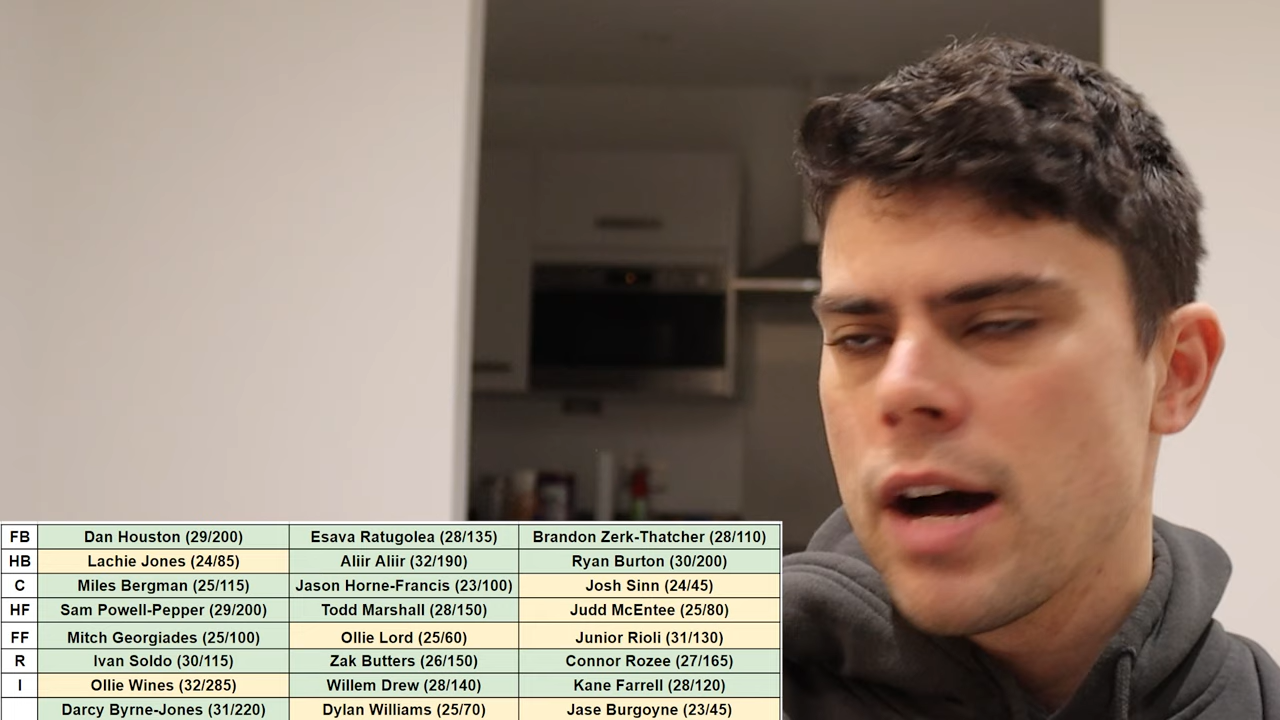 FB Dan Houston (29/200) Esava Ratugolea (28/135) Brandon Zerk-Thatcher (28/110)
HB Lachie Jones (24/85) Aliir Aliir (32/190) Ryan Burton (30/200)
C Miles Bergman (25/115) Jason Horne-Francis (23/100) Josh Sinn (24/45)
HF Sam Powell-Pepper (29/200) Todd Marshall (28/150) Judd McEntee (25/80)
FF Mitch Georgiades (25/100) Ollie Lord (25/60) Junior Rioli (31/130)
R Ivan Soldo (30/115) Zak Butters (26/150) Connor Rozee (27/165)
I Ollie Wines (32/285) Willem Drew (28/140) Kane Farrell (28/120)
Darcy Byrne-Jones (31/220) Dylan Williams (25/70) Jase Burgoyne (23/45)